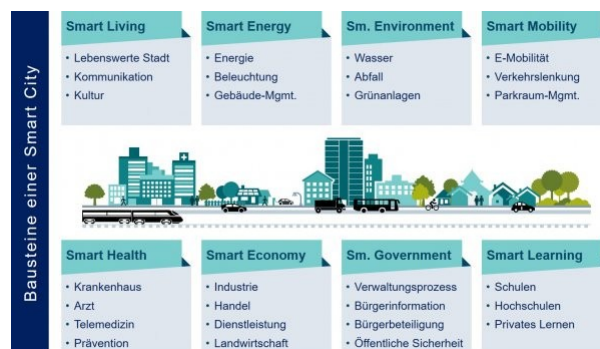 Bausteine einer Smart City
Smart Living
• Lebenswerte Stadt
• Kommunikation
• Kultur
Smart Energy
• Energie
• Beleuchtung
• Gebäude-Mgmt.
Sm. Environment
• Wasser
• Abfall
• Grünanlagen
Smart Mobility
• E-Mobilität
• Verkehrslenkung
• Parkraum-Mgmt.
Smart Health
• Krankenhaus
• Arzt
• Telemedizin
• Prävention
Smart Economy
• Industrie
• Handel
• Dienstleistung
• Landwirtschaft
Sm. Government
• Verwaltungsprozess
• Bürgerinformation
• Bürgerbeteiligung
• Öffentliche Sicherheit
Smart Learning
• Schulen
• Hochschulen
• Privates Lernen